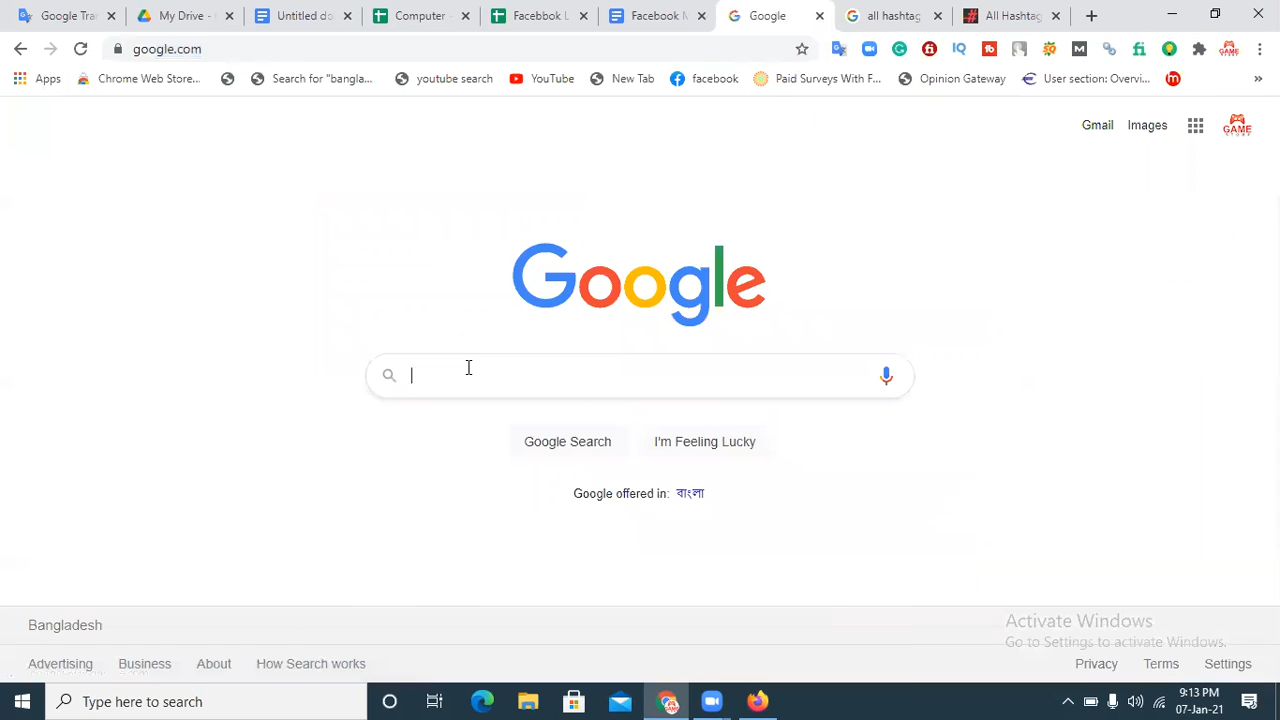 Google Tra
My Drive -
Untitled do
Computer -
Facebook L
Facebook M
Google
all hashtag
All Hashtag
google.com
Apps
Chrome Web Store...
Search for "bangla...
youtube search
YouTube
New Tab
facebook
Paid Surveys With F...
Opinion Gateway
User section: Overvi...
»
Gmail
Images
GAME
Google
Google Search
I'm Feeling Lucky
Google offered in: বাংলা
Bangladesh
Activate Windows
Go to Settings to activate Windows.
Advertising
Business
About
How Search works
Privacy
Terms
Settings
Type here to search
9:13 PM
07-Jan-21